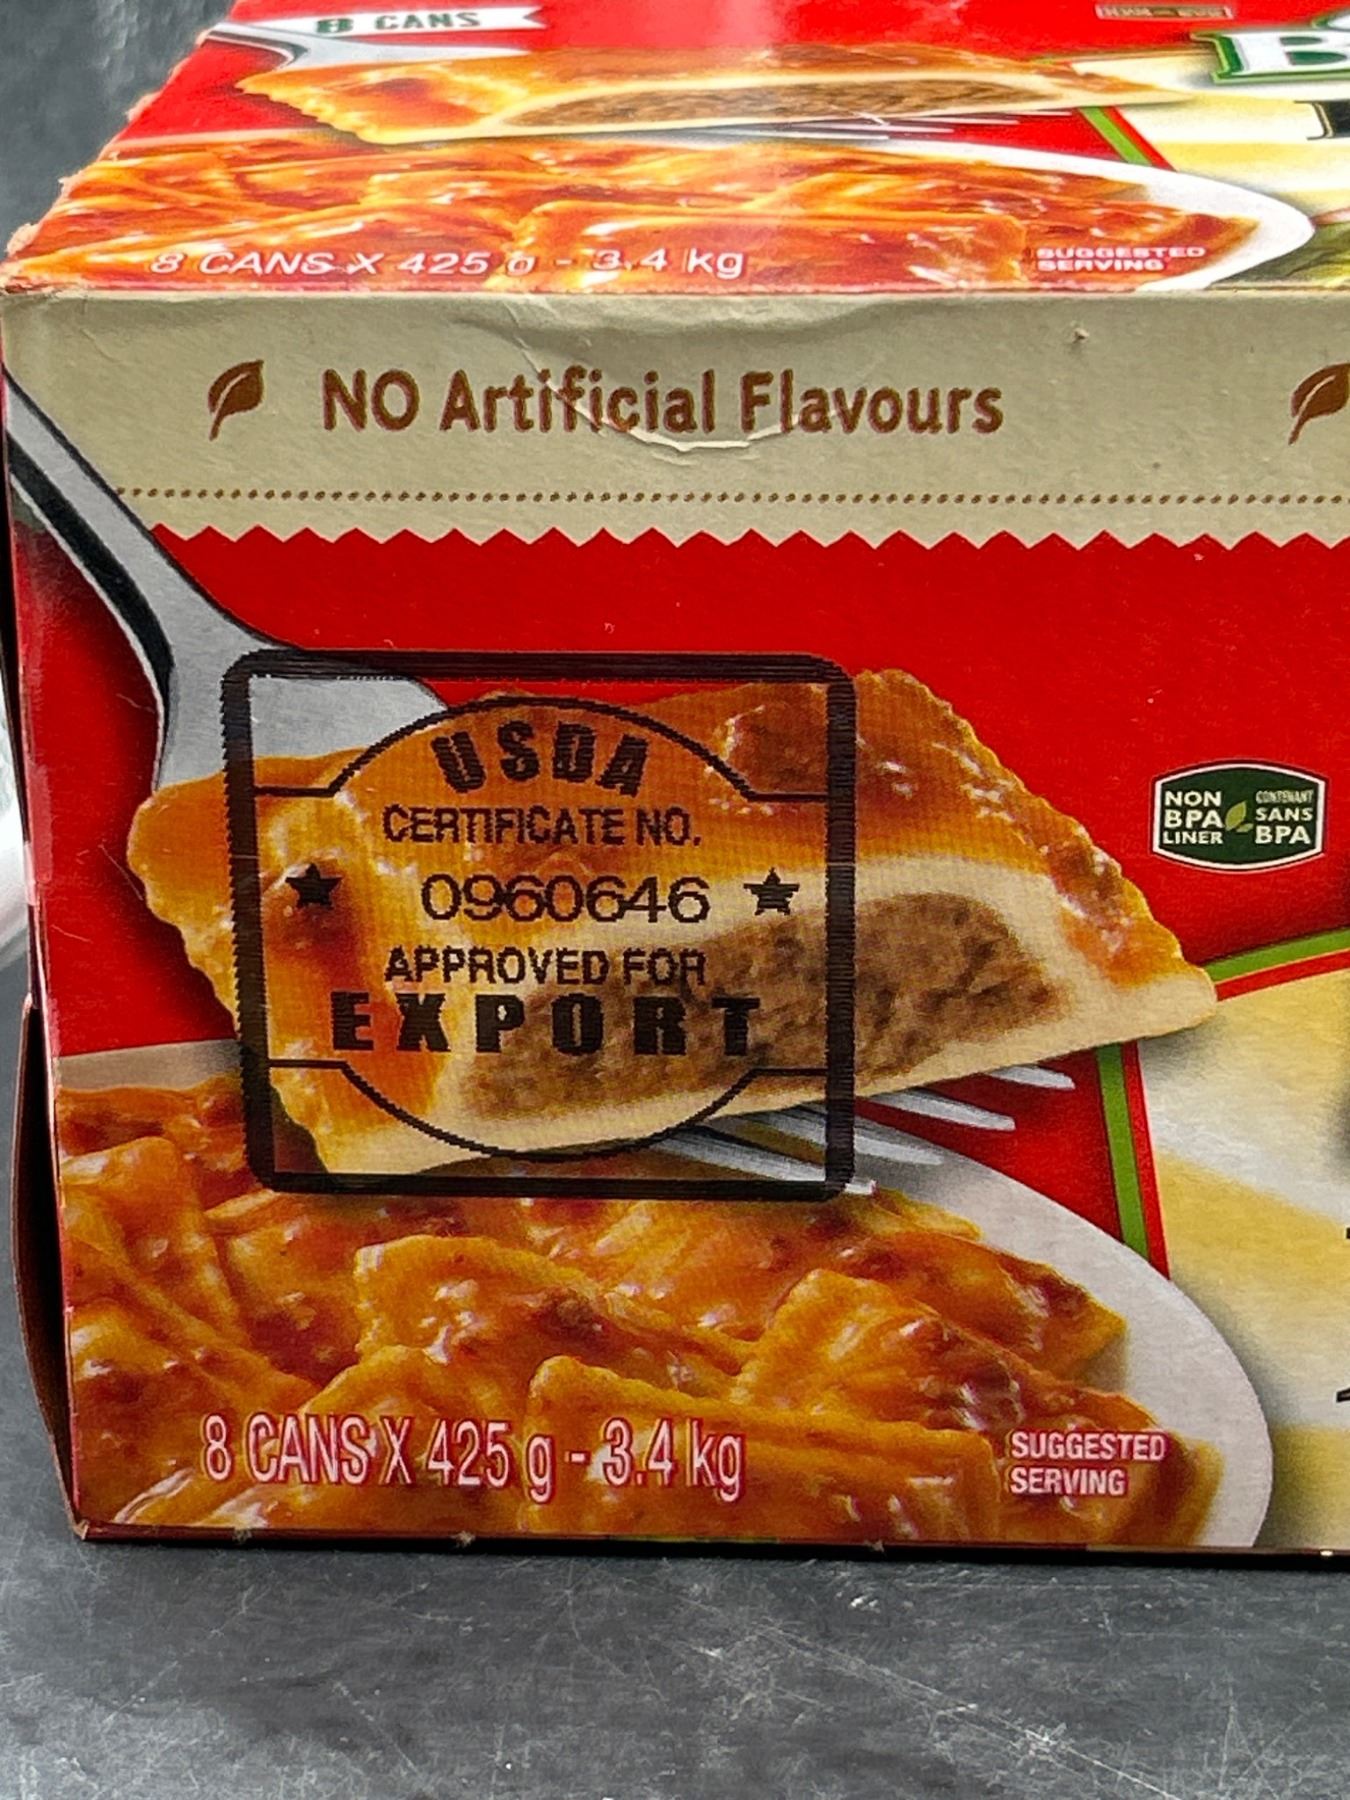 8 CANS
8 CANS X 425 g - 3.4 kg
SUGGESTED
SERVING
NO Artificial Flavours
USDA
CERTIFICATE NO.
0960646
APPROVED FOR
EXPORT
NON
BPA
LINER
CONTENANT
SANS
BPA
8 CANS X 425 g - 3.4 kg
SUGGESTED
SERVING